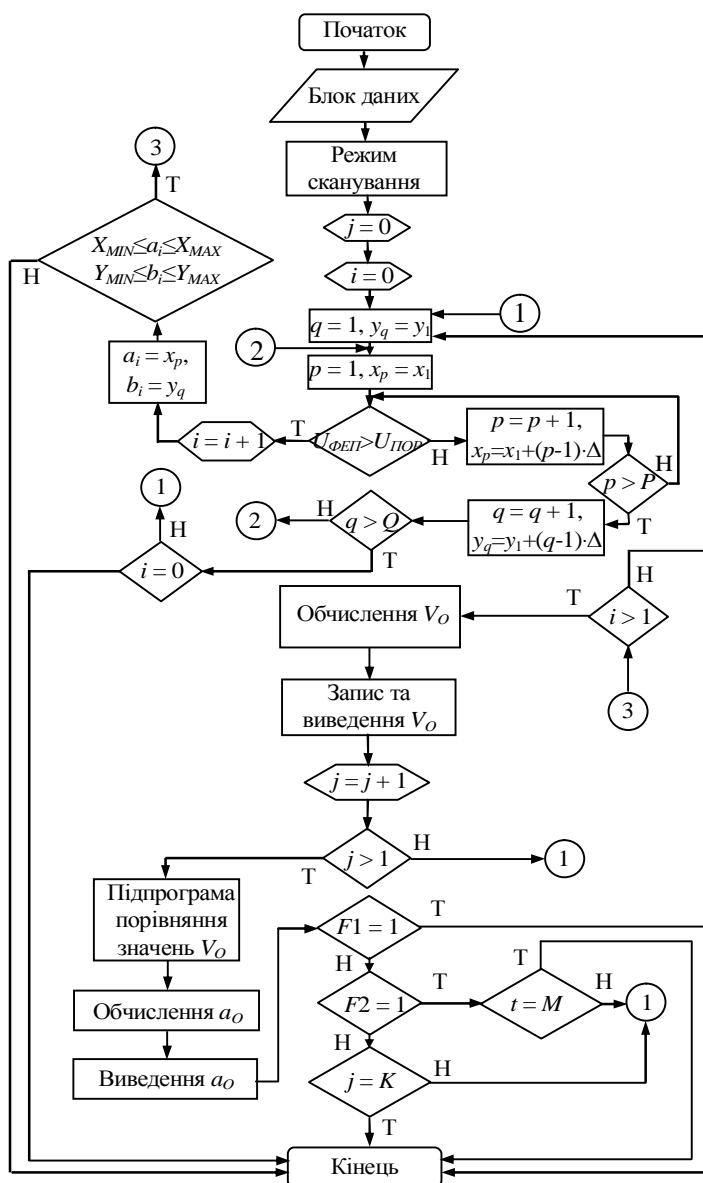 Початок
Блок даних
Режим
сканування
3
Т
j = 0
X_MIN≤a_i≤X_MAX
Y_MIN≤b_i≤Y_MAX
Н
i = 0
q = 1, y_q = y_1
1
2
a_i = x_p,
b_i = y_q
p = 1, x_p = x_1
i = i + 1
Т
U_ФЕП>U_ПОР
Н
p = p + 1,
x_p=x_1+(p-1)·Δ
p > P
Н
Т
1
Н
2
Н
q > Q
Т
q = q + 1,
y_q=y_1+(q-1)·Δ
i = 0
Обчислення V_O
Т
Н
i > 1
3
Запис та
виведення V_O
j = j + 1
j > 1
Н
1
Т
Підпрограма
порівняння
значень V_O
F1 = 1
Т
Н
Обчислення a_O
F2 = 1
Т
t = M
Т
Н
1
Н
Виведення a_O
j = K
Н
Т
Кінець